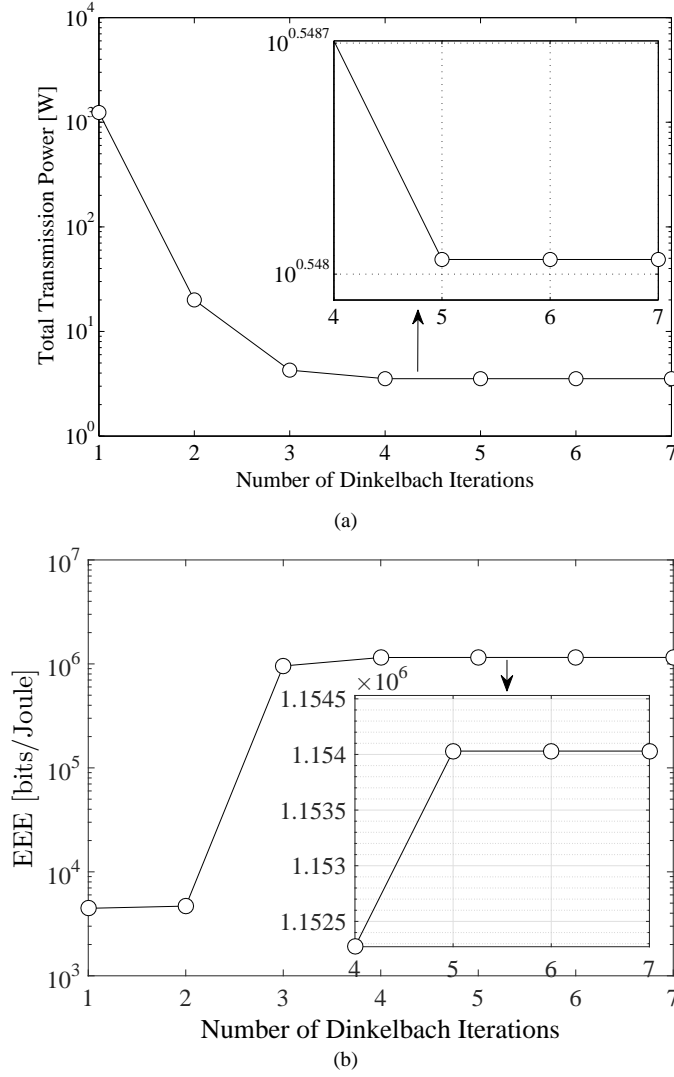 10^4
10^3
10^2
10^1
10^0
Total Transmission Power [W]
10^0.5487
10^0.548
4 5 6 7
1 2 3 4 5 6 7
Number of Dinkelbach Iterations
(a)
10^7
10^6
10^5
10^4
10^3
EEE [bits/Joule]
×10^6
1.1545
1.154
1.1535
1.153
1.1525
4 5 6 7
1 2 3 4 5 6 7
Number of Dinkelbach Iterations
(b)